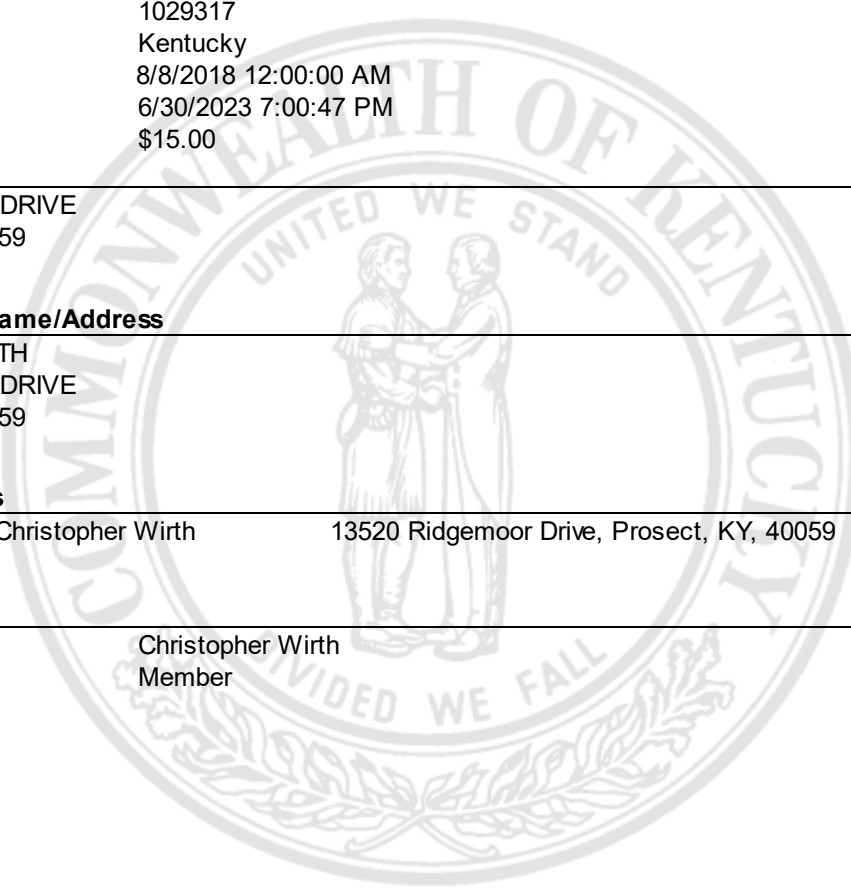 1029317
Kentucky
8/8/2018 12:00:00 AM
6/30/2023 7:00:47 PM
$15.00
DRIVE
59
ame/Address
TH
DRIVE
59
s
Christopher Wirth 13520 Ridgemoor Drive, Prospect, KY, 40059
Christopher Wirth
Member
COMMONWEALTH OF KENTUCKY
UNITED WE STAND
DIVIDED WE FALL